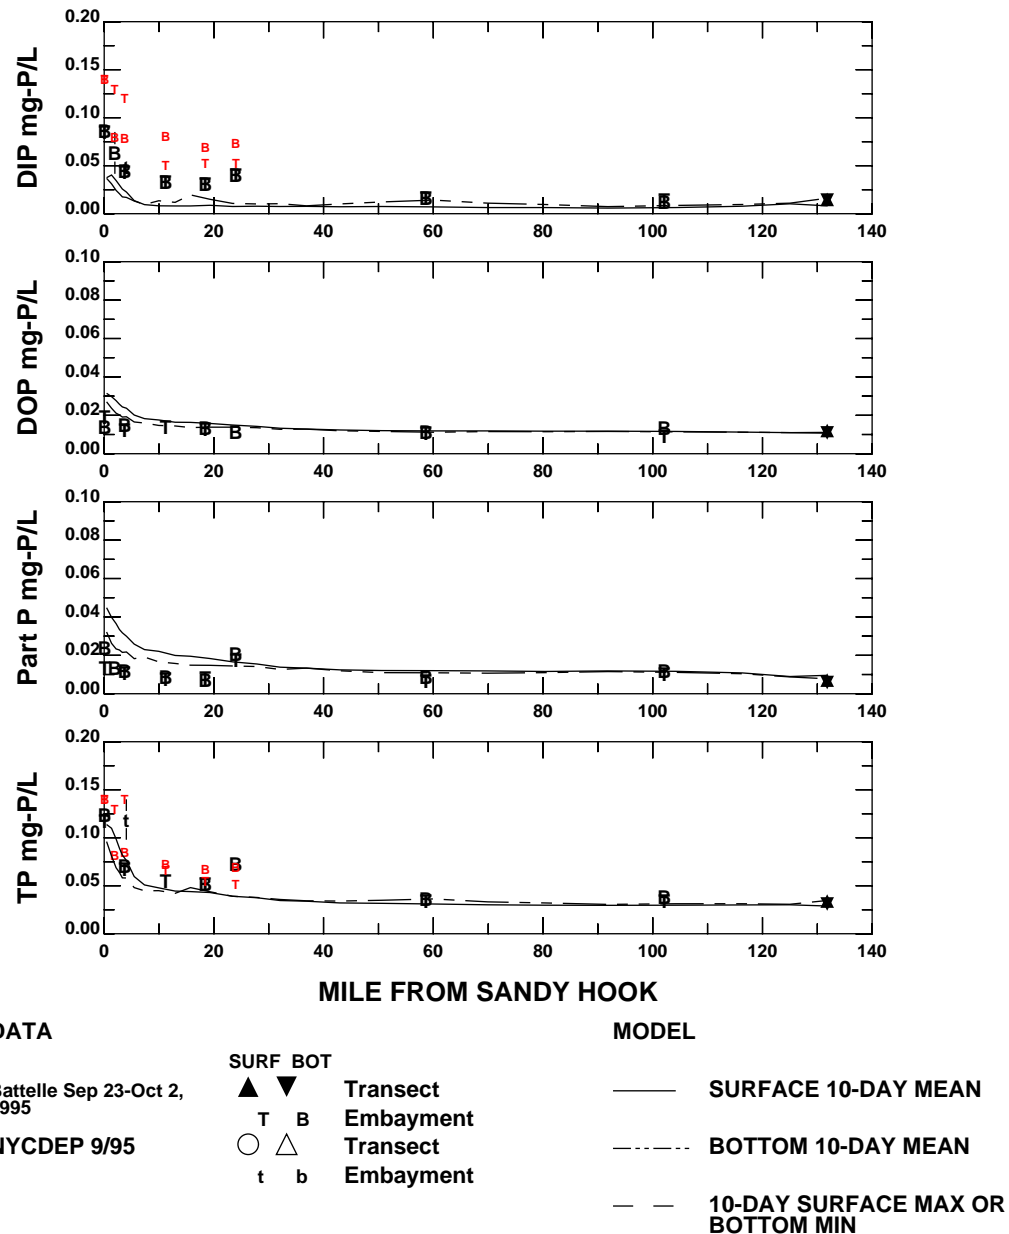 DIP mg-P/L
0.20
0.15
0.10
0.05
0.00
B T B T B B B B B
T T T T
B B B B B B B B
0 20 40 60 80 100 120 140
DOP mg-P/L
0.10
0.08
0.06
0.04
0.02
0.00
0 20 40 60 80 100 120 140
Part P mg-P/L
0.10
0.08
0.06
0.04
0.02
0.00
0 20 40 60 80 100 120 140
TP mg-P/L
0.20
0.15
0.10
0.05
0.00
0 20 40 60 80 100 120 140
MILE FROM SANDY HOOK
DATA
SURF BOT
Battelle Sep 23-Oct 2,
1995
Transect
T B Embayment
NYCDEP 9/95
Transect
t b Embayment
MODEL
SURFACE 10-DAY MEAN
BOTTOM 10-DAY MEAN
10-DAY SURFACE MAX OR
BOTTOM MIN